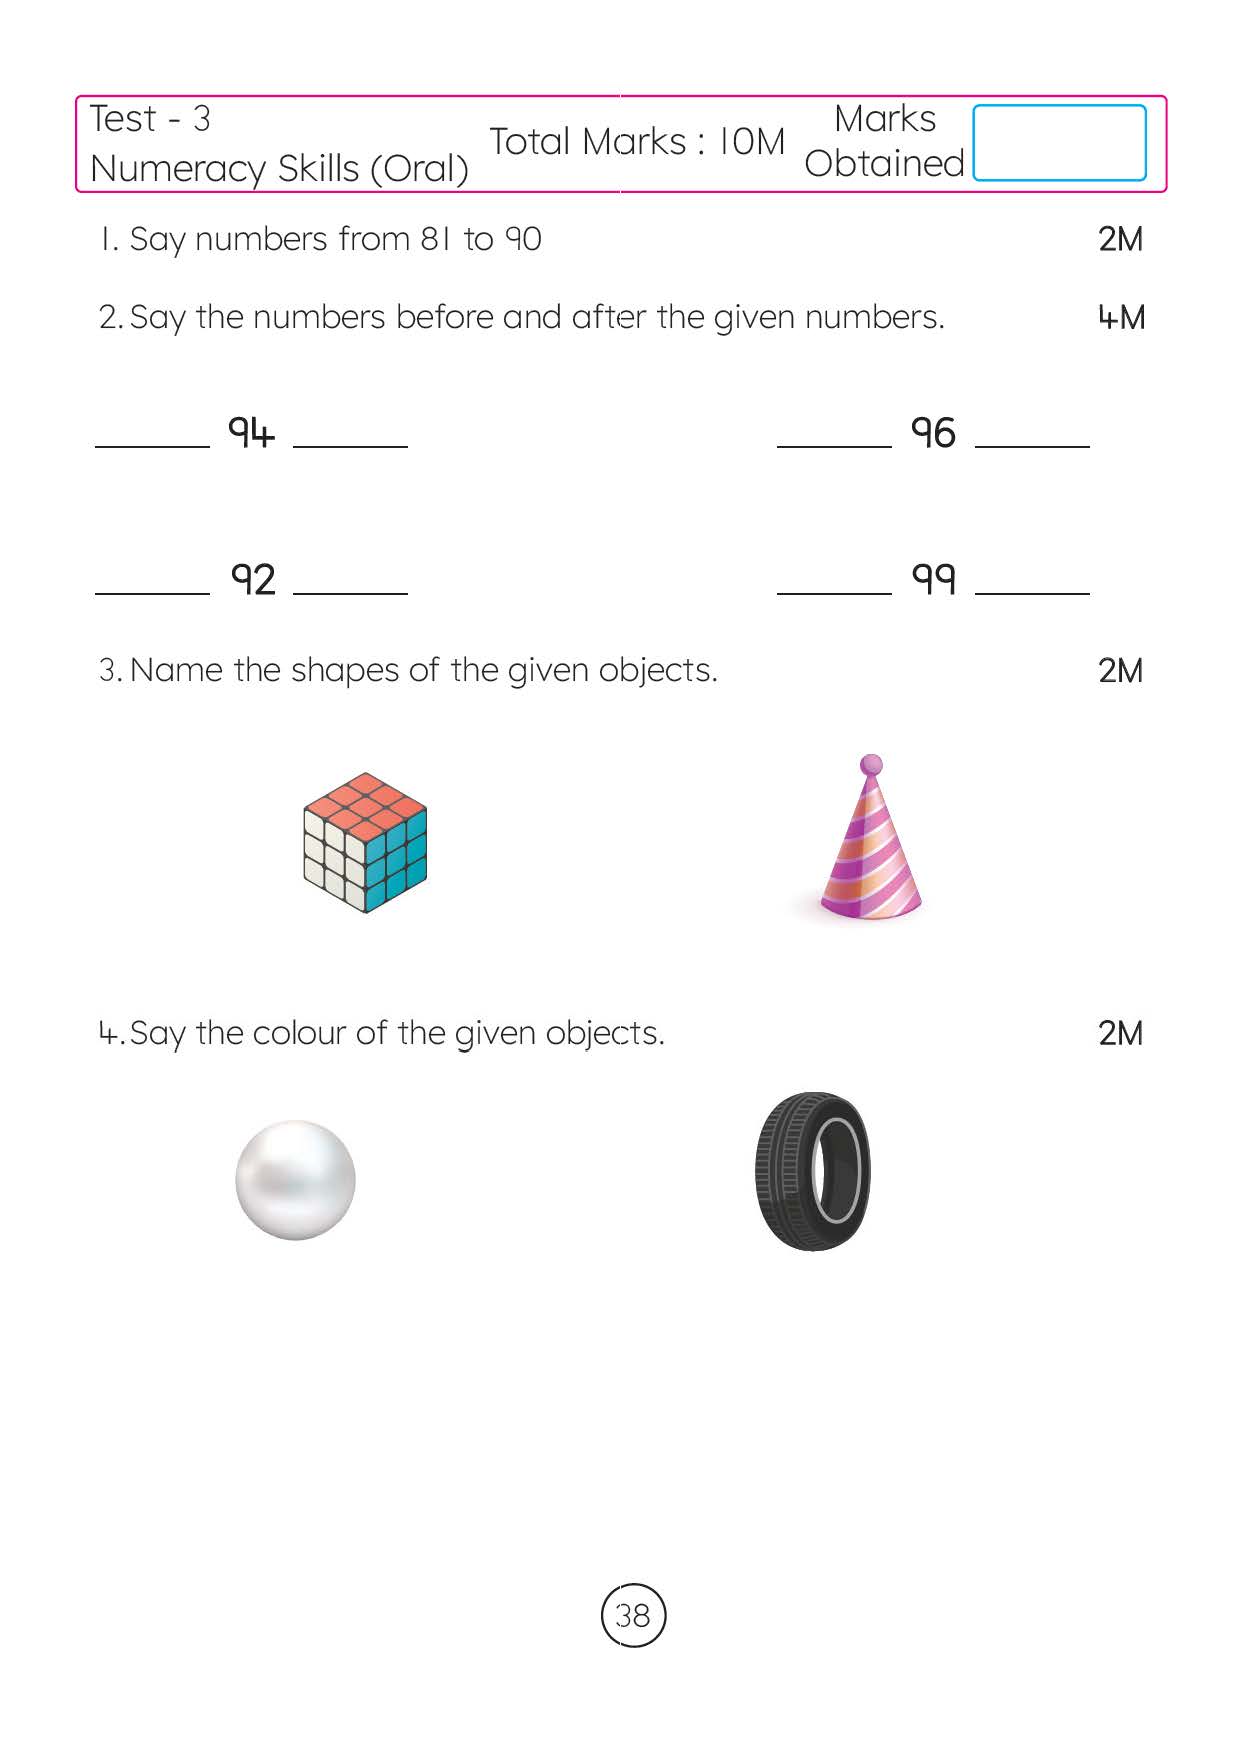 Test - 3
Numeracy Skills (Oral)
Total Marks : 10M
Marks
Obtained
1. Say numbers from 81 to 90 2M
2. Say the numbers before and after the given numbers. 4M
______ 94 ______ ______ 96 ______
______ 92 ______ ______ 99 ______
3. Name the shapes of the given objects. 2M
4. Say the colour of the given objects. 2M
38